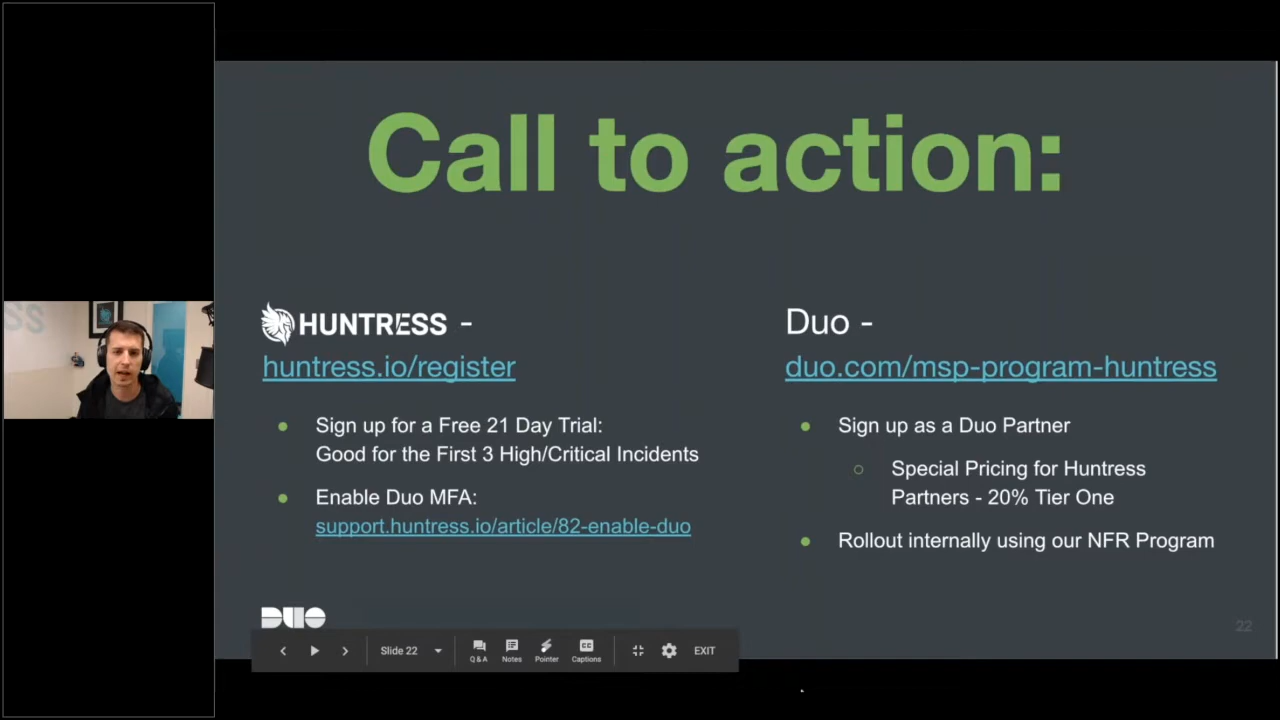 Call to action:
HUNTRESS -
huntress.io/register
Sign up for a Free 21 Day Trial:
Good for the First 3 High/Critical Incidents
Enable Duo MFA:
support.huntress.io/article/82-enable-duo
Duo -
duo.com/msp-program-huntress
Sign up as a Duo Partner
Special Pricing for Huntress
Partners - 20% Tier One
Rollout internally using our NFR Program
DUO
22
Slide 22
Q & A
Notes
Pointer
CC
Captions
EXIT
SS